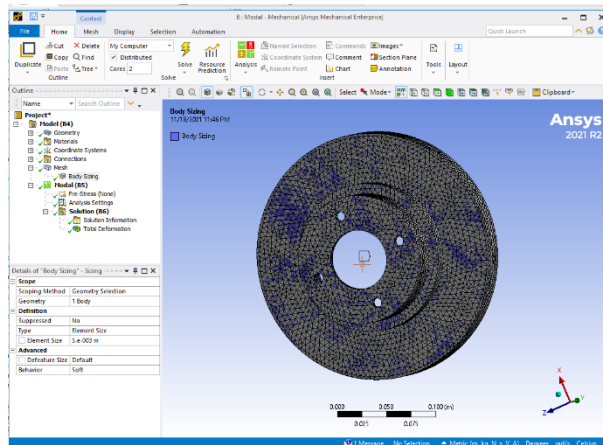 E: Modal - Mechanical [Ansys Mechanical Enterprise]
Context
File Home Mesh Display Selection Automation
Quick Launch
Duplicate Cut Delete My Computer Solve Resource Analysis Named Selection Commands Images Tools Layout
Copy Find Distributed Prediction Coordinate System Comment Section Plane
Paste Tree Cores 2 Remote Point Chart Annotation
Outline Solve Insert
Outline
Select Mode Clipboard
Name Search Outline
Project*
Model (B4)
Geometry
Materials
Coordinate Systems
Connections
Mesh
Body Sizing
Modal (B5)
Pre-Stress (None)
Analysis Settings
Solution (B6)
Solution Information
Total Deformation
Details of "Body Sizing" - Sizing
Scope
Scoping Method Geometry Selection
Geometry 1 Body
Definition
Suppressed No
Type Element Size
Element Size 5.e-003 m
Advanced
Defeature Size Default
Behavior Soft
Body Sizing
11/18/2021 11:46PM
Body Sizing
Ansys
2021 R2
0.000 0.050 0.100 (m)
0.025 0.075
X
Y
Z
1 Message No Selection Metric (m, kg, N, s, V, A) Degrees rad/s Celsius